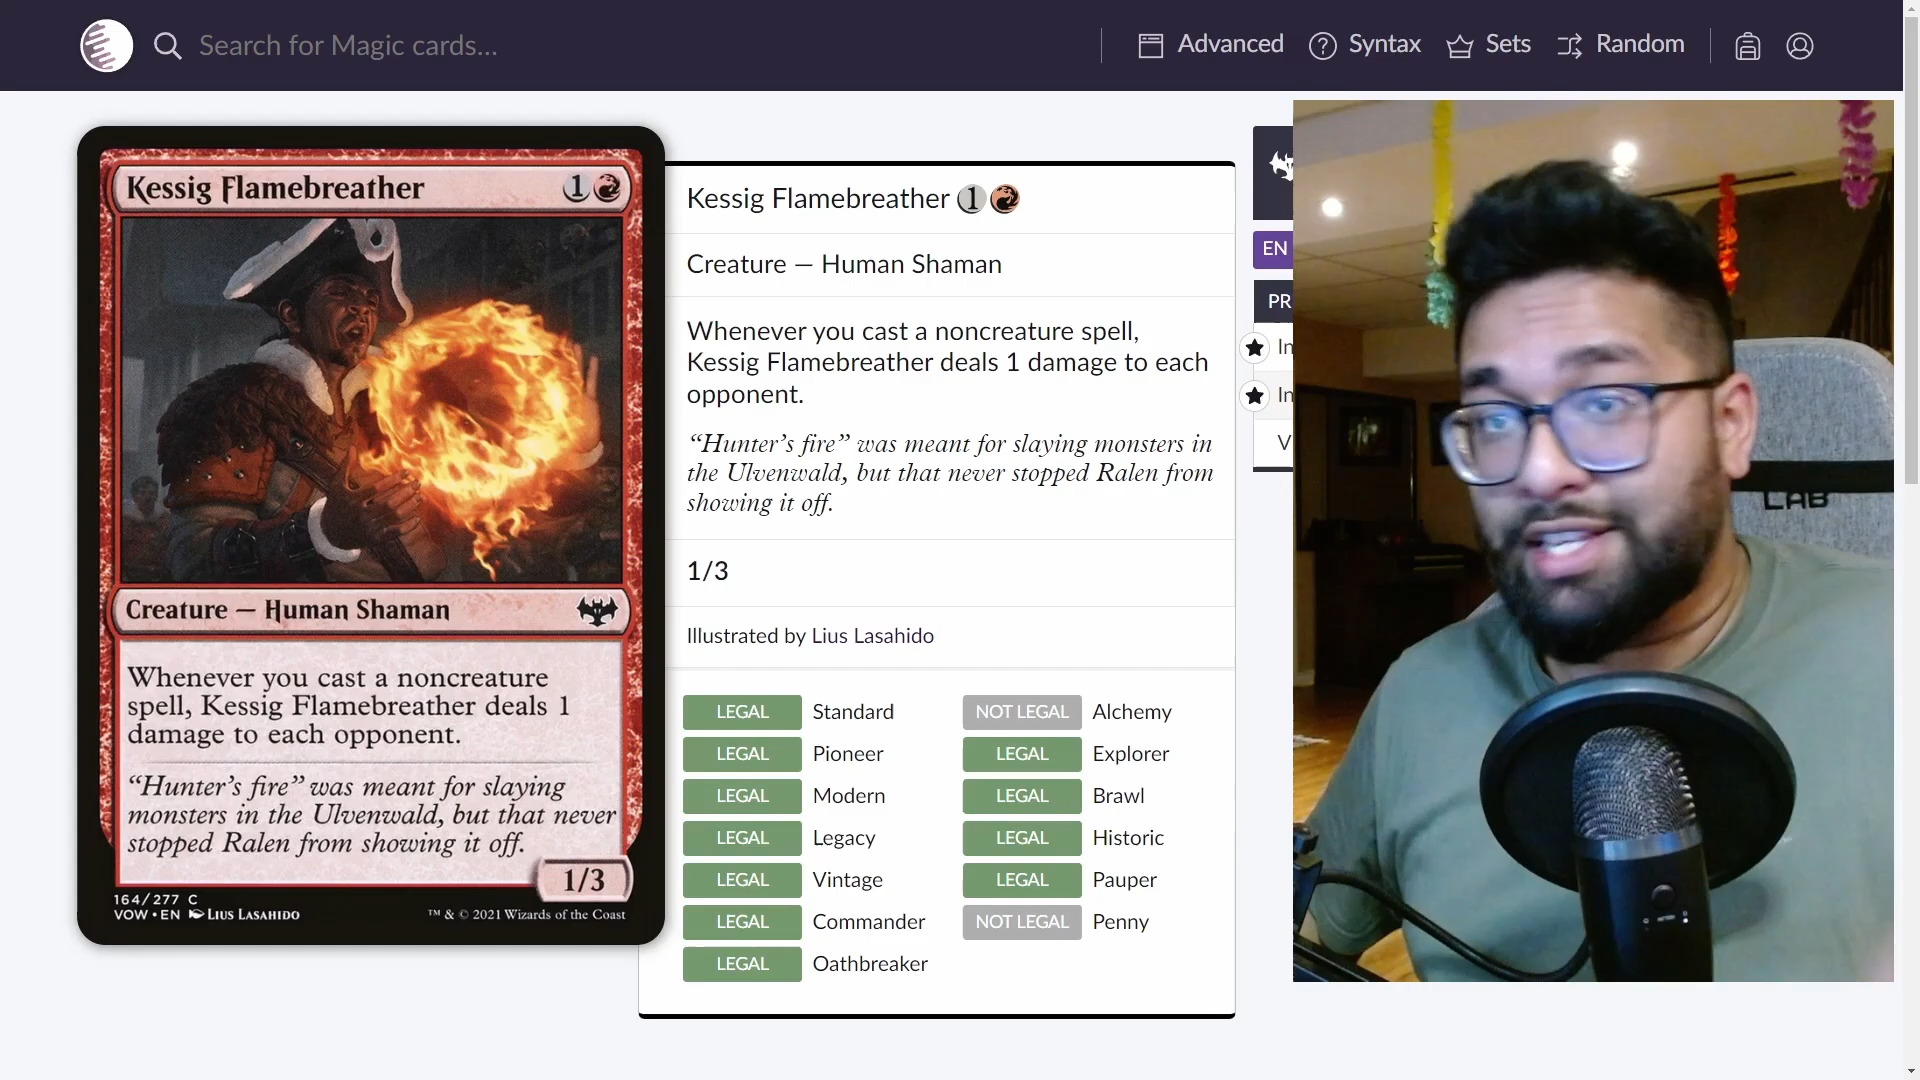 Search for Magic cards...
Advanced
Syntax
Sets
Random
Kessig Flamebreather 1
Creature — Human Shaman
Whenever you cast a noncreature
spell, Kessig Flamebreather deals 1
damage to each opponent.
“Hunter’s fire” was meant for slaying
monsters in the Ulvenwald, but that never
stopped Ralen from showing it off.
1/3
164/277 C
VOW • EN Lius Lasahido
™ & © 2021 Wizards of the Coast
Kessig Flamebreather 1
Creature — Human Shaman
Whenever you cast a noncreature spell,
Kessig Flamebreather deals 1 damage to each
opponent.
“Hunter’s fire” was meant for slaying monsters in
the Ulvenwald, but that never stopped Ralen from
showing it off.
1/3
Illustrated by Lius Lasahido
LEGAL Standard NOT LEGAL Alchemy
LEGAL Pioneer LEGAL Explorer
LEGAL Modern LEGAL Brawl
LEGAL Legacy LEGAL Historic
LEGAL Vintage LEGAL Pauper
LEGAL Commander NOT LEGAL Penny
LEGAL Oathbreaker
EN
PR
In
In
V
LAB